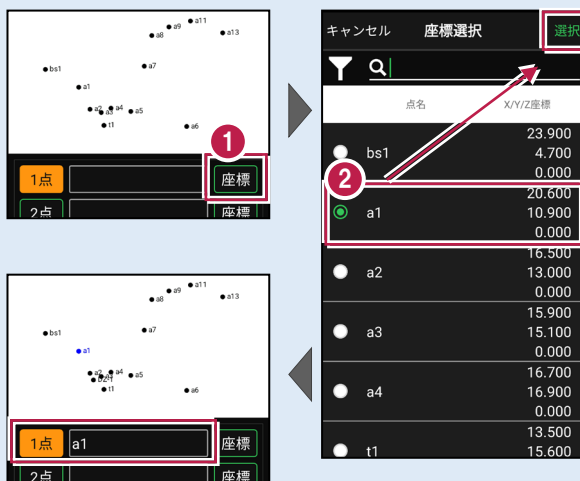 a11
a9
a13
a8
bs1
a7
a1
a4
a5
t1
a6
1
1点
座標
2点
座標
キャンセル
座標選択
選択
点名
X/Y/Z座標
23.900
bs1
4.700
0.000
2
20.600
a1
10.900
0.000
16.500
a2
13.000
0.000
15.900
a3
15.100
0.000
16.700
a4
16.900
0.000
13.500
t1
15.600
a11
a9
a13
a8
bs1
a7
a1
a4
a5
t1
a6
1点
a1
座標
2点
座標